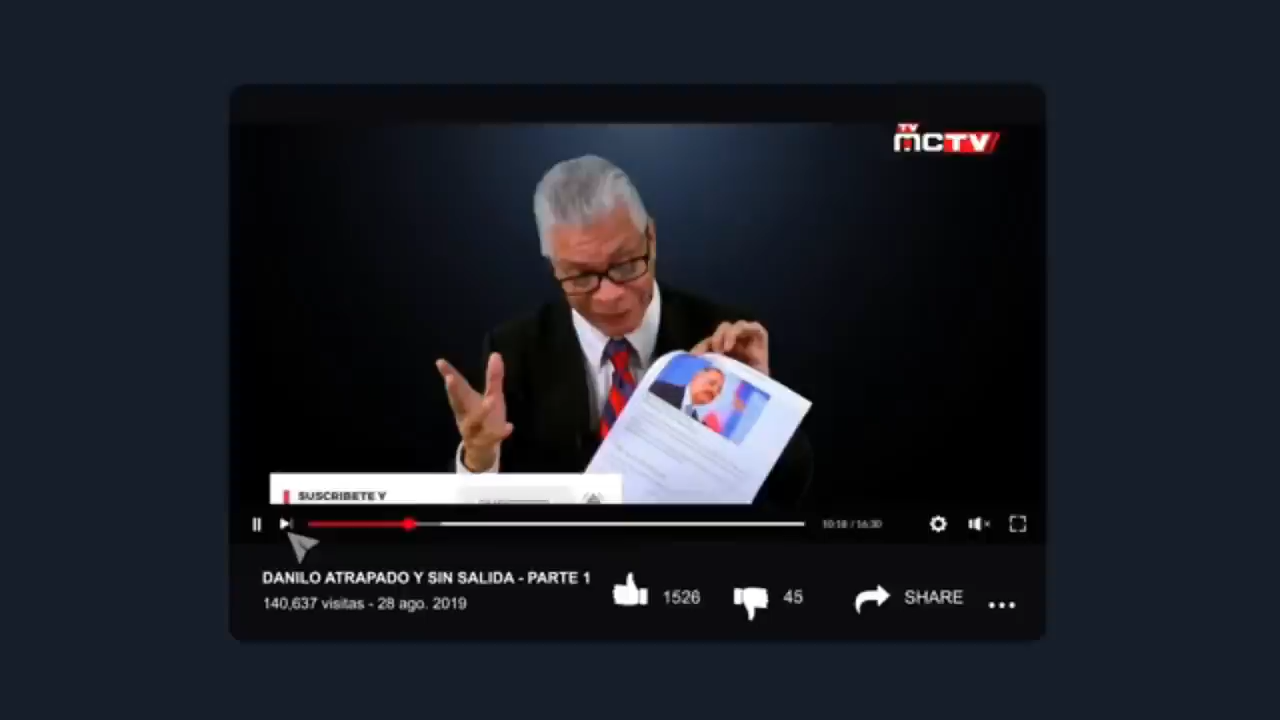 TV
MCTV
SUSCRIBETE Y
10:18 / 16:30
DANILO ATRAPADO Y SIN SALIDA - PARTE 1
140,637 visitas - 28 ago. 2019
1526
45
SHARE